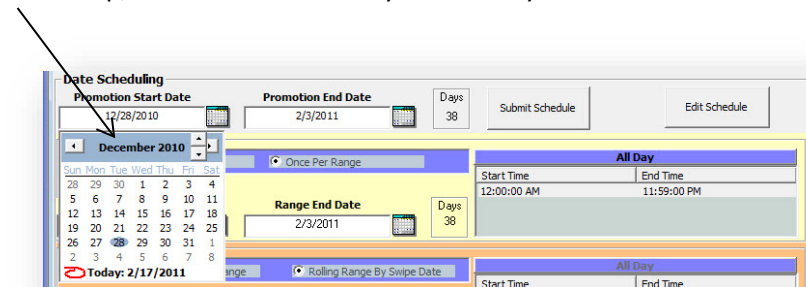 Date Scheduling
Promotion Start Date
12/28/2010
Promotion End Date
2/3/2011
Days
38
Submit Schedule
Edit Schedule
December 2010
Sun Mon Tue Wed Thu Fri Sat
28 29 30 1 2 3 4
5 6 7 8 9 10 11
12 13 14 15 16 17 18
19 20 21 22 23 24 25
26 27 28 29 30 31 1
2 3 4 5 6 7 8
Today: 2/17/2011
Once Per Range
Range End Date
2/3/2011
Days
38
All Day
Start Time End Time
12:00:00 AM 11:59:00 PM
Rolling Range By Swipe Date
All Day
Start Time End Time